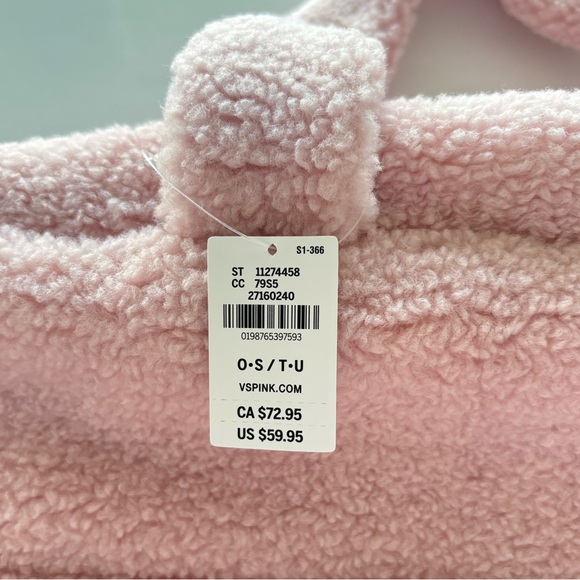 S1-366
ST 11274458
CC 79S5
27160240
0198765397593
O•S / T•U
VSPINK.COM
CA $72.95
US $59.95